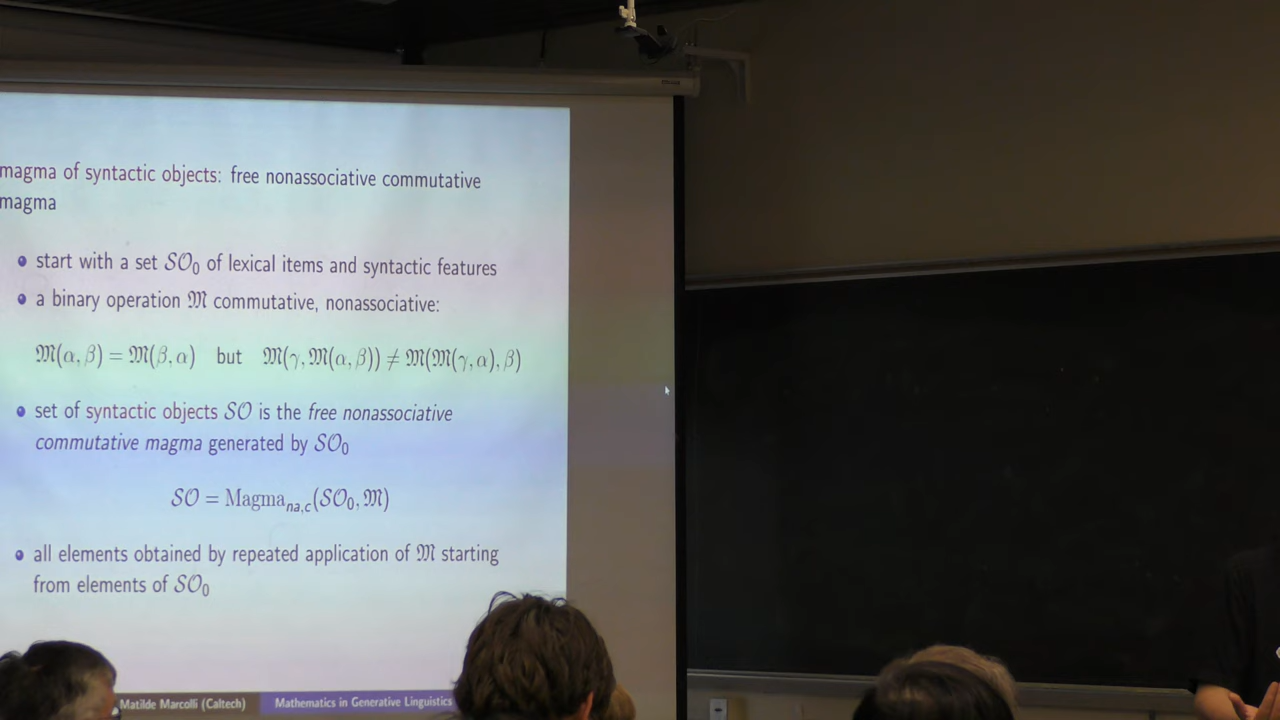 magma of syntactic objects: free nonassociative commutative
magma
• start with a set 𝒮𝒪₀ of lexical items and syntactic features
• a binary operation 𝔐 commutative, nonassociative:
𝔐(α, β) = 𝔐(β, α) but 𝔐(γ, 𝔐(α, β)) ≠ 𝔐(𝔐(γ, α), β)
• set of syntactic objects 𝒮𝒪 is the free nonassociative
commutative magma generated by 𝒮𝒪₀
𝒮𝒪 = Magma_{na,c}(𝒮𝒪₀, 𝔐)
• all elements obtained by repeated application of 𝔐 starting
from elements of 𝒮𝒪₀
Matilde Marcolli (Caltech) Mathematics in Generative Linguistics